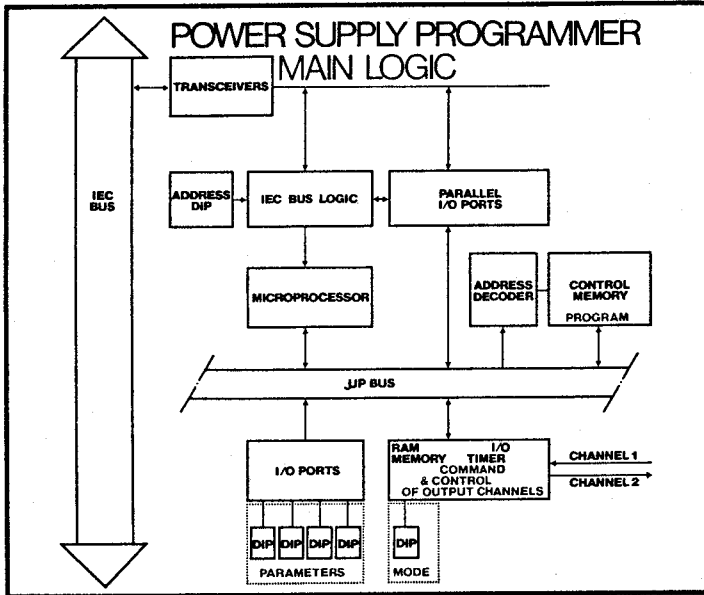 POWER SUPPLY PROGRAMMER
MAIN LOGIC
TRANSCEIVERS
IEC
BUS
ADDRESS
DIP
IEC BUS LOGIC
PARALLEL
I/O PORTS
MICROPROCESSOR
ADDRESS
DECODER
CONTROL
MEMORY
PROGRAM
µP BUS
I/O PORTS
RAM I/O
MEMORY TIMER
COMMAND
& CONTROL
OF OUTPUT CHANNELS
CHANNEL 1
CHANNEL 2
DIP DIP DIP DIP
PARAMETERS
DIP
MODE